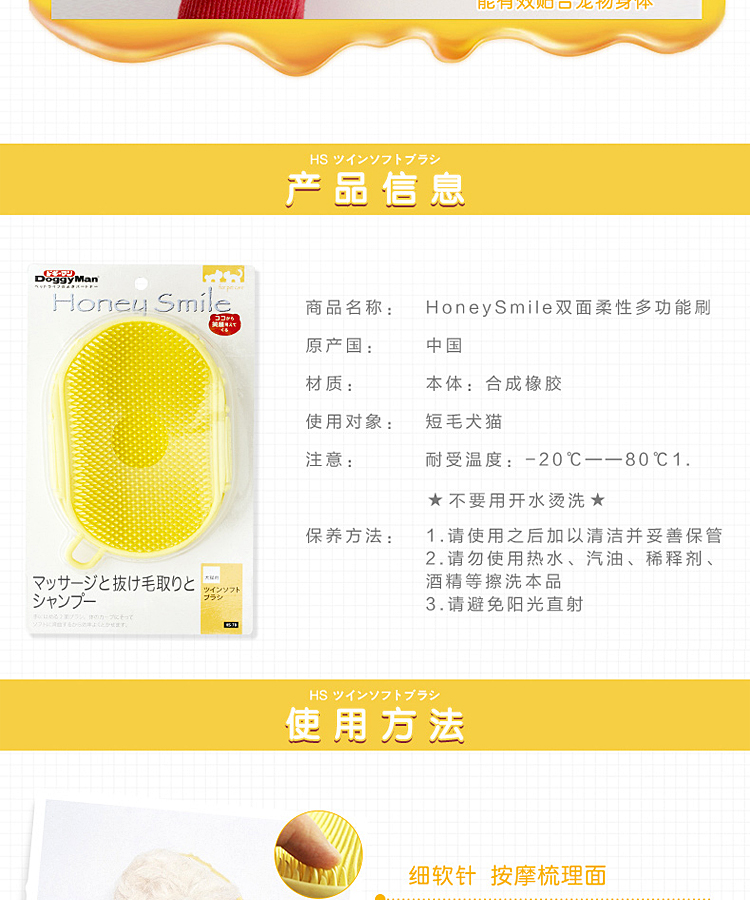 能有效贴合宠物身体
HS ツインソフトブラシ
产品信息
ドギーマン
DoggyMan
Honey Smile
ココから
笑顔見えて
くる
マッサージと抜け毛取りと
シャンプー
ツインソフト
ブラシ
商品名称： HoneySmile双面柔性多功能刷
原产国： 中国
材质： 本体：合成橡胶
使用对象： 短毛犬猫
注意： 耐受温度：-20℃——80℃1.
★不要用开水烫洗★
保养方法： 1.请使用之后加以清洁并妥善保管
2.请勿使用热水、汽油、稀释剂、
酒精等擦洗本品
3.请避免阳光直射
HS ツインソフトブラシ
使用方法
细软针 按摩梳理面